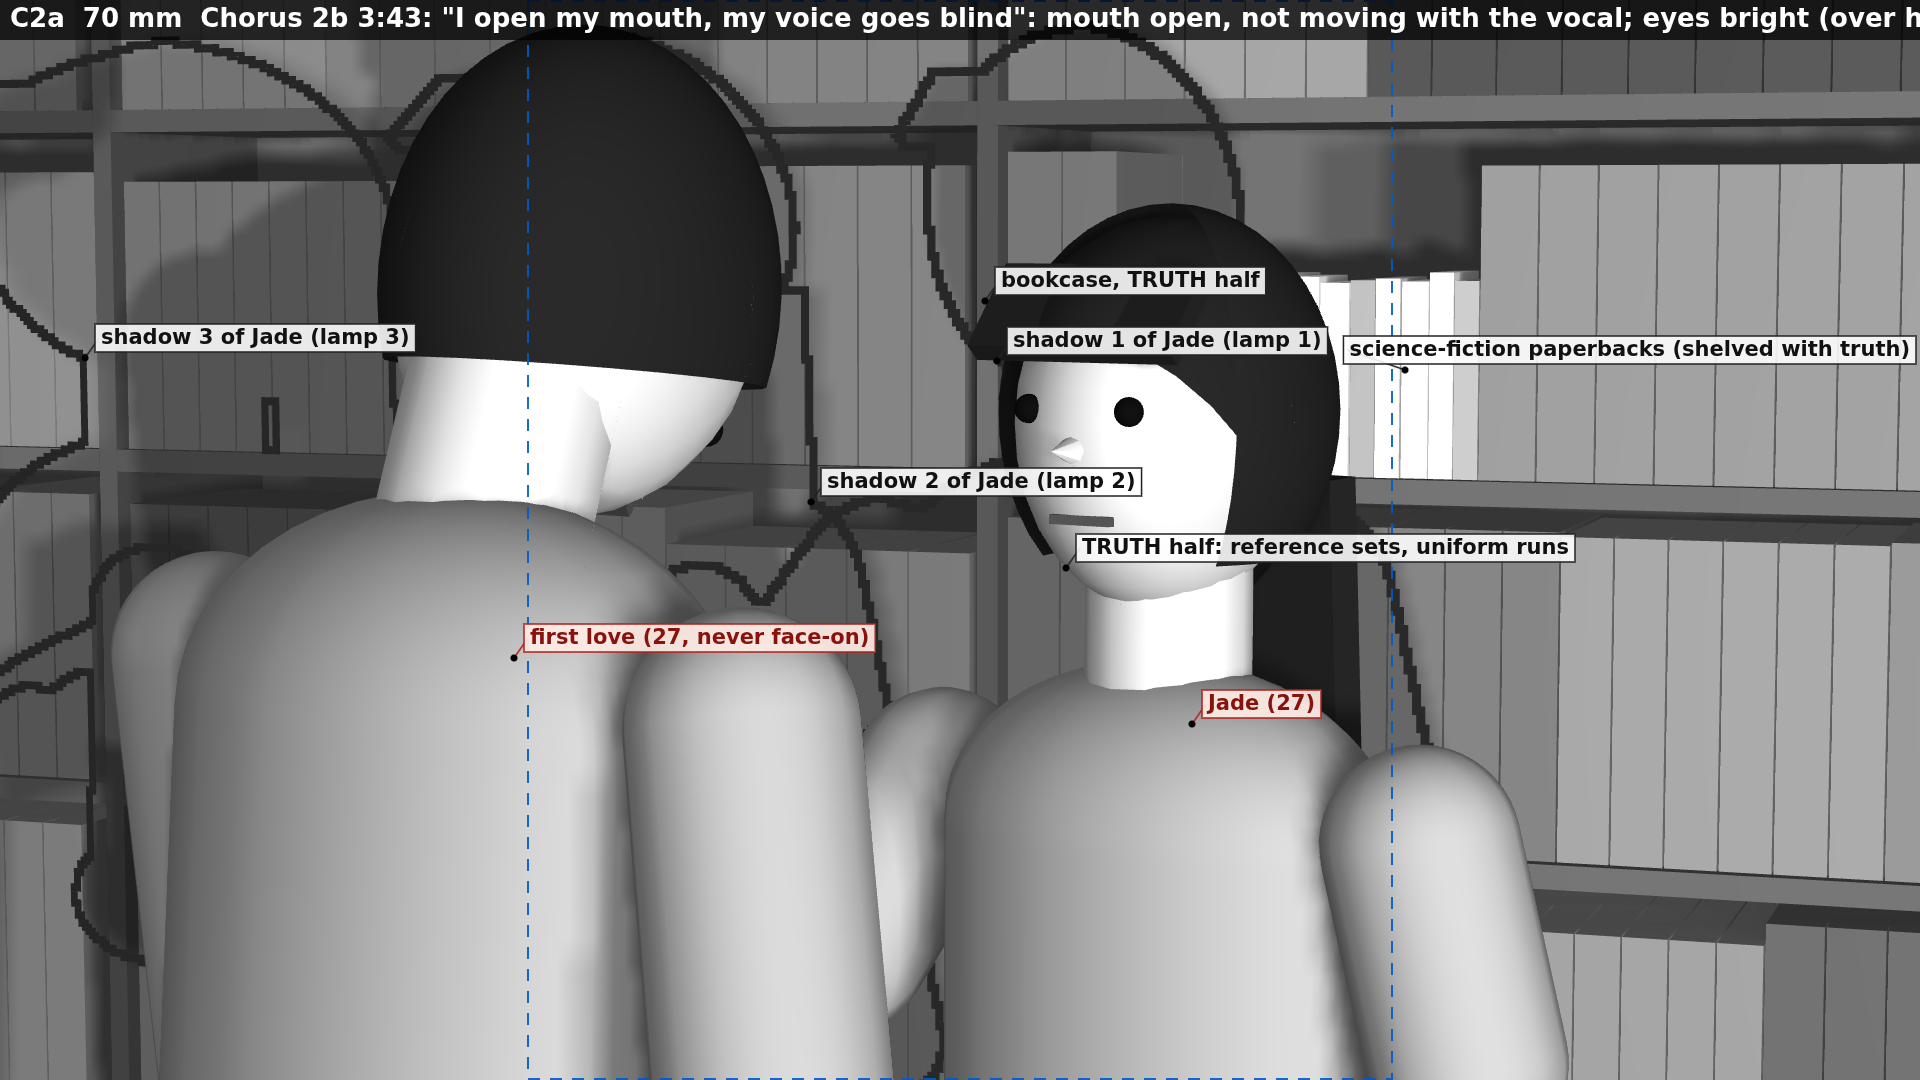 C2a 70 mm Chorus 2b 3:43: "I open my mouth, my voice goes blind": mouth open, not moving with the vocal; eyes bright (over h
bookcase, TRUTH half
shadow 3 of Jade (lamp 3)
shadow 1 of Jade (lamp 1)
science-fiction paperbacks (shelved with truth)
shadow 2 of Jade (lamp 2)
TRUTH half: reference sets, uniform runs
first love (27, never face-on)
Jade (27)